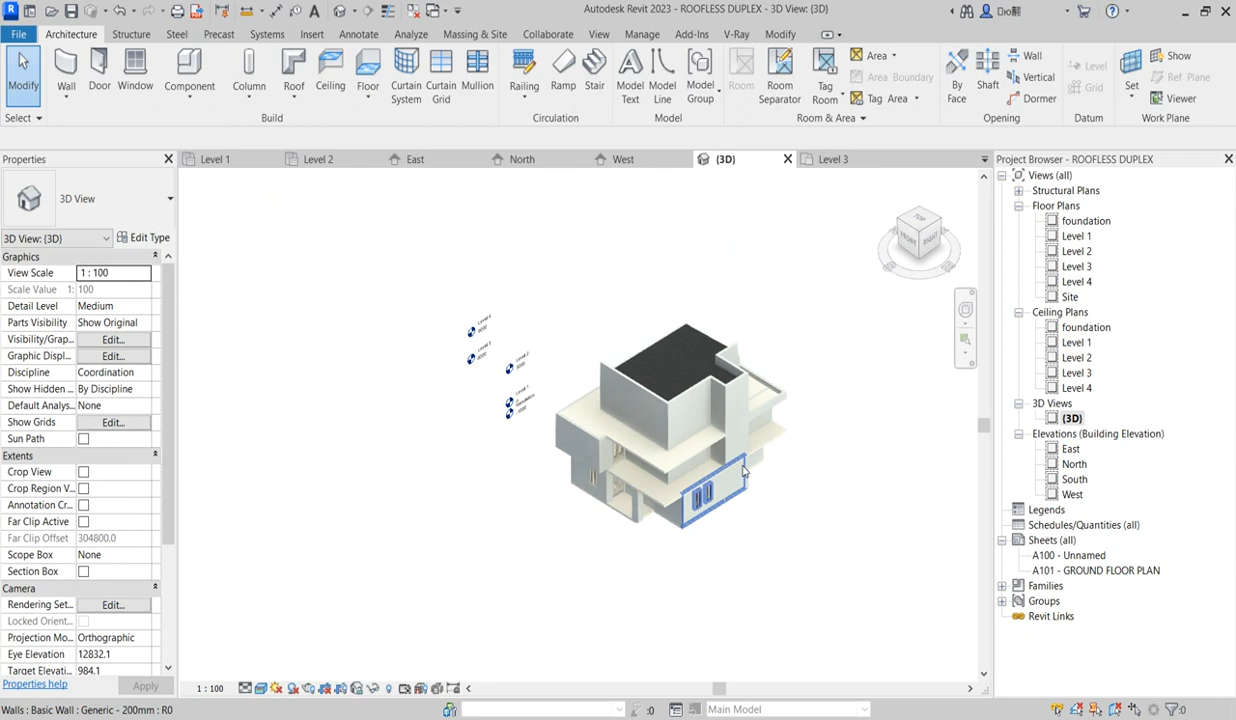 Autodesk Revit 2023 - ROOFLESS DUPLEX - 3D View: {3D}
File Architecture Structure Steel Precast Systems Insert Annotate Analyze Massing & Site Collaborate View Manage Add-Ins V-Ray Modify
Modify Wall Door Window Component Column Roof Ceiling Floor Curtain System Curtain Grid Mullion Railing Ramp Stair Model Text Model Line Model Group Room Room Separator Tag Room
Area
Area Boundary
Tag Area
By Face Shaft
Wall
Vertical
Dormer
Level
Grid
Set
Show
Ref Plane
Viewer
Select Build Circulation Model Room & Area Opening Datum Work Plane
Properties
Level 1 Level 2 East North West {3D} Level 3
Project Browser - ROOFLESS DUPLEX
3D View
3D View: {3D} Edit Type
Graphics
View Scale 1 : 100
Scale Value 1: 100
Detail Level Medium
Parts Visibility Show Original
Visibility/Grap... Edit...
Graphic Displ... Edit...
Discipline Coordination
Show Hidden ... By Discipline
Default Analys... None
Show Grids Edit...
Sun Path
Extents
Crop View
Crop Region V...
Annotation Cr...
Far Clip Active
Far Clip Offset 304800.0
Scope Box None
Section Box
Camera
Rendering Set... Edit...
Locked Orient...
Projection Mo... Orthographic
Eye Elevation 12832.1
Target Elevati... 984.1
Properties help Apply
TOP
FRONT RIGHT
Views (all)
Structural Plans
Floor Plans
foundation
Level 1
Level 2
Level 3
Level 4
Site
Ceiling Plans
foundation
Level 1
Level 2
Level 3
Level 4
3D Views
{3D}
Elevations (Building Elevation)
East
North
South
West
Legends
Schedules/Quantities (all)
Sheets (all)
A100 - Unnamed
A101 - GROUND FLOOR PLAN
Families
Groups
Revit Links
1 : 100
Walls : Basic Wall : Generic - 200mm : R0
:0
Main Model
:0